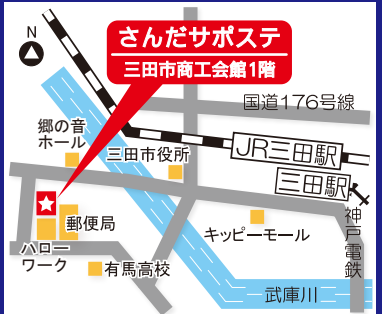 N
さんだサポステ
三田市商工会館1階
国道176号線
郷の音
ホール
三田市役所
JR三田駅
三田駅
郵便局
ハロー
ワーク
有馬高校
キッピーモール
神戸電鉄
武庫川